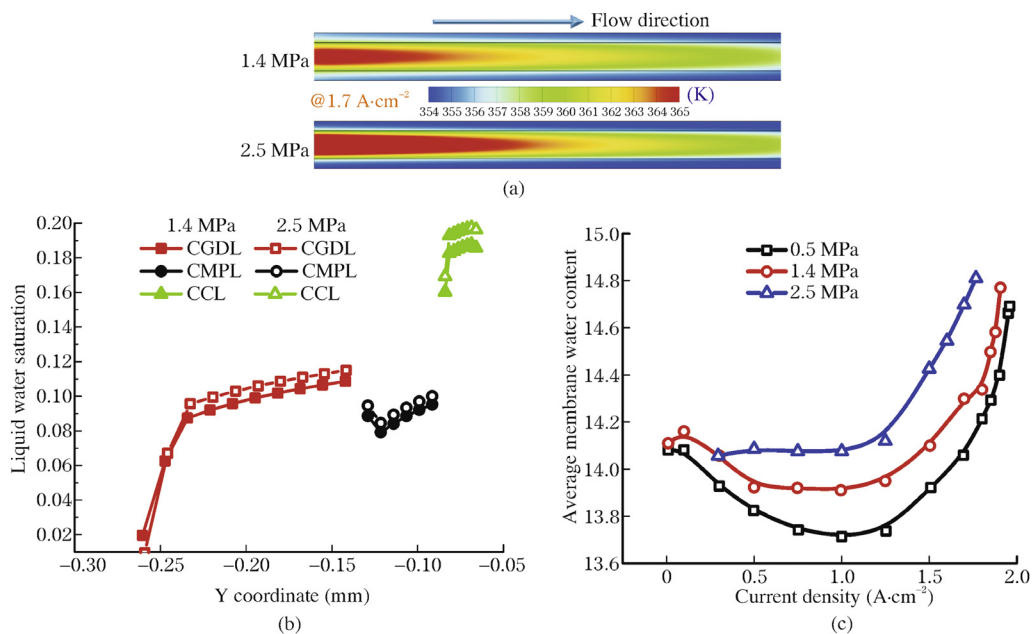 Flow direction
1.4 MPa
@1.7 A·cm⁻²
(K)
354 355 356 357 358 359 360 361 362 363 364 365
2.5 MPa
(a)
1.4 MPa 2.5 MPa
CGDL CGDL
CMPL CMPL
CCL CCL
Liquid water saturation
0.20
0.18
0.16
0.14
0.12
0.10
0.08
0.06
0.04
0.02
−0.30 −0.25 −0.20 −0.15 −0.10 −0.05
Y coordinate (mm)
(b)
0.5 MPa
1.4 MPa
2.5 MPa
Average membrane water content
15.0
14.8
14.6
14.4
14.2
14.0
13.8
13.6
0 0.5 1.0 1.5 2.0
Current density (A·cm⁻²)
(c)